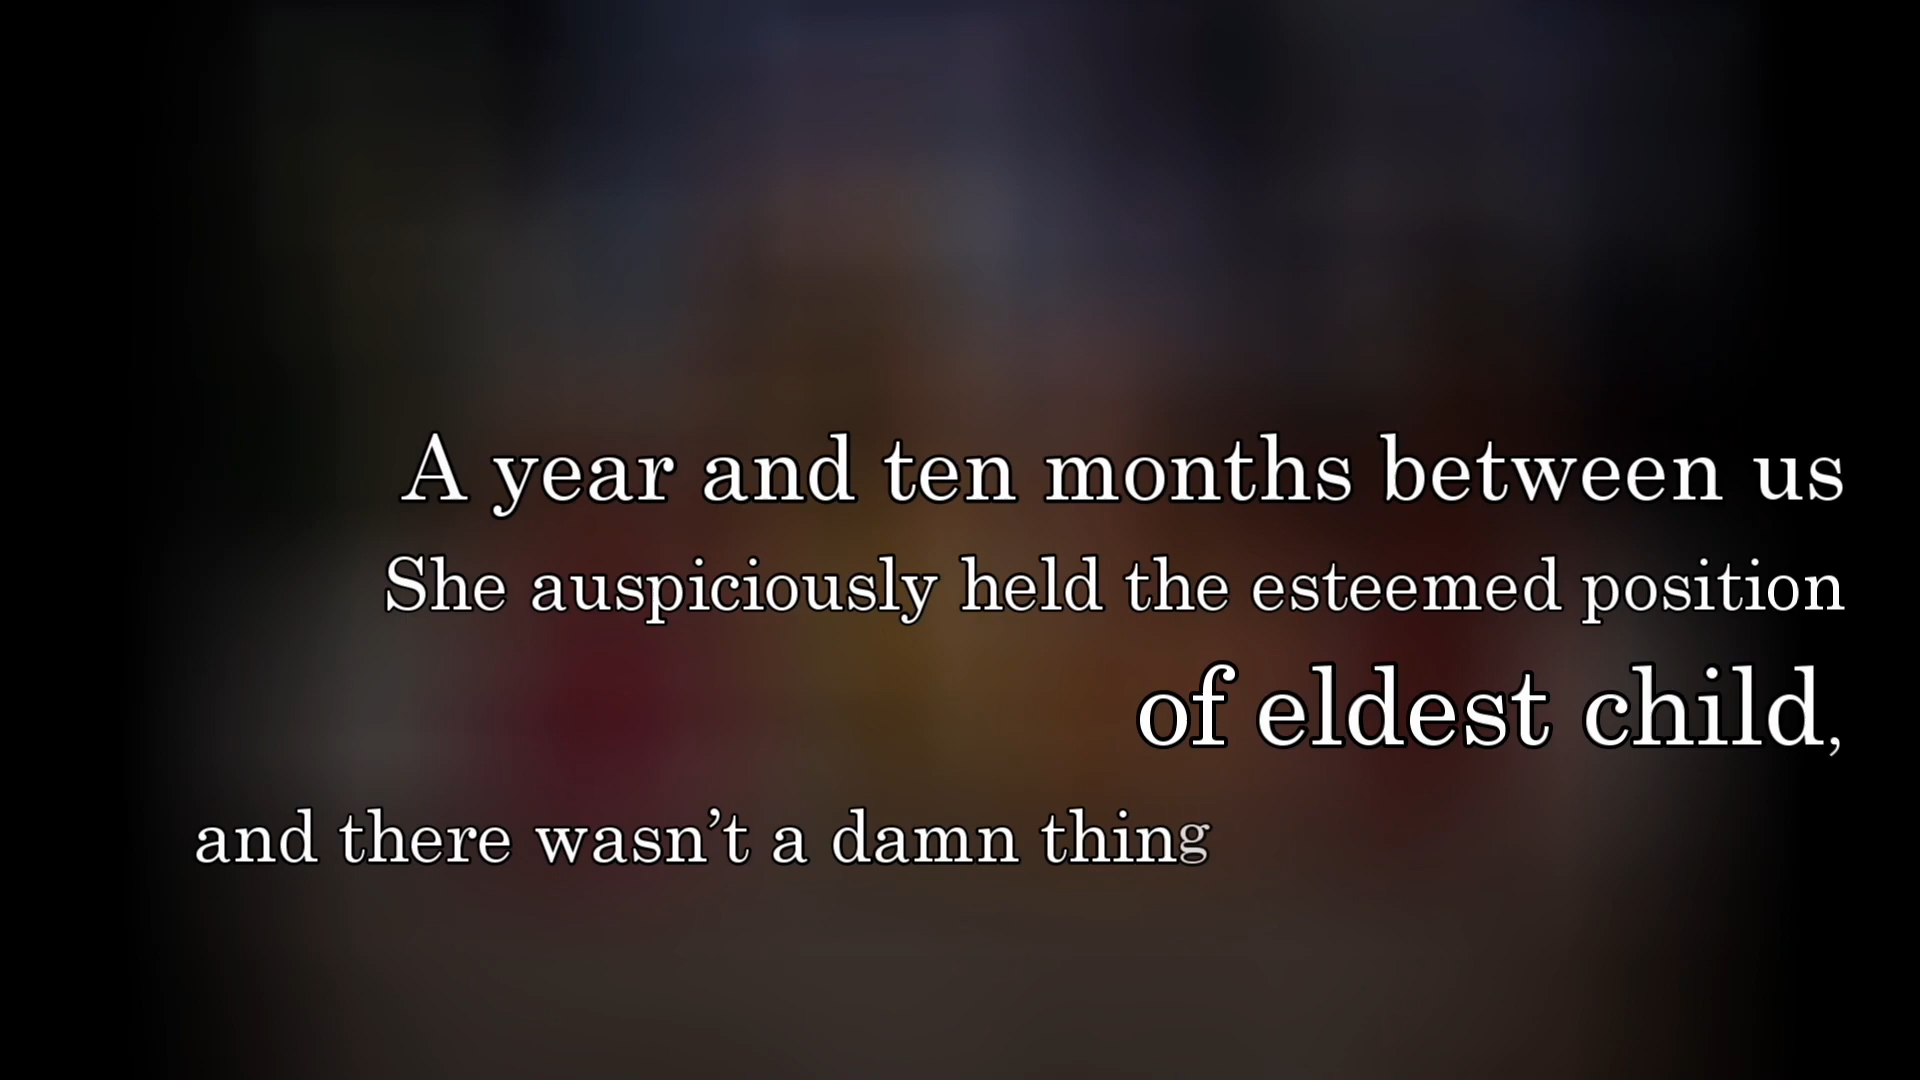 A year and ten months between us
She auspiciously held the esteemed position
of eldest child,
and there wasn’t a damn thing